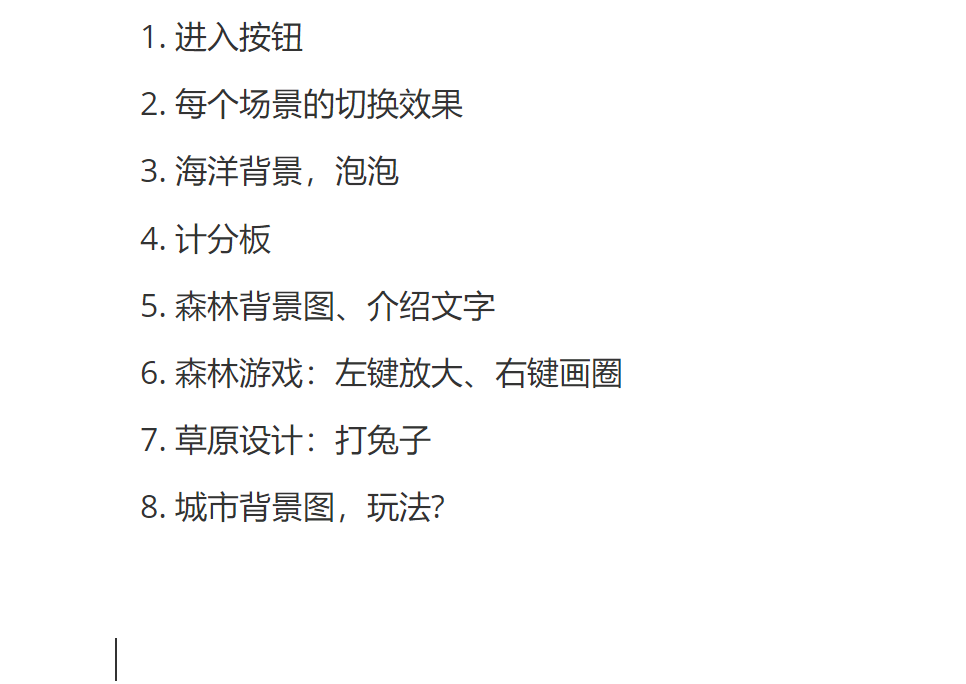 1. 进入按钮
2. 每个场景的切换效果
3. 海洋背景，泡泡
4. 计分板
5. 森林背景图、介绍文字
6. 森林游戏：左键放大、右键画圈
7. 草原设计：打兔子
8. 城市背景图，玩法?